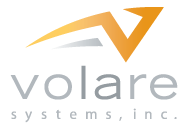 volare
systems, inc.